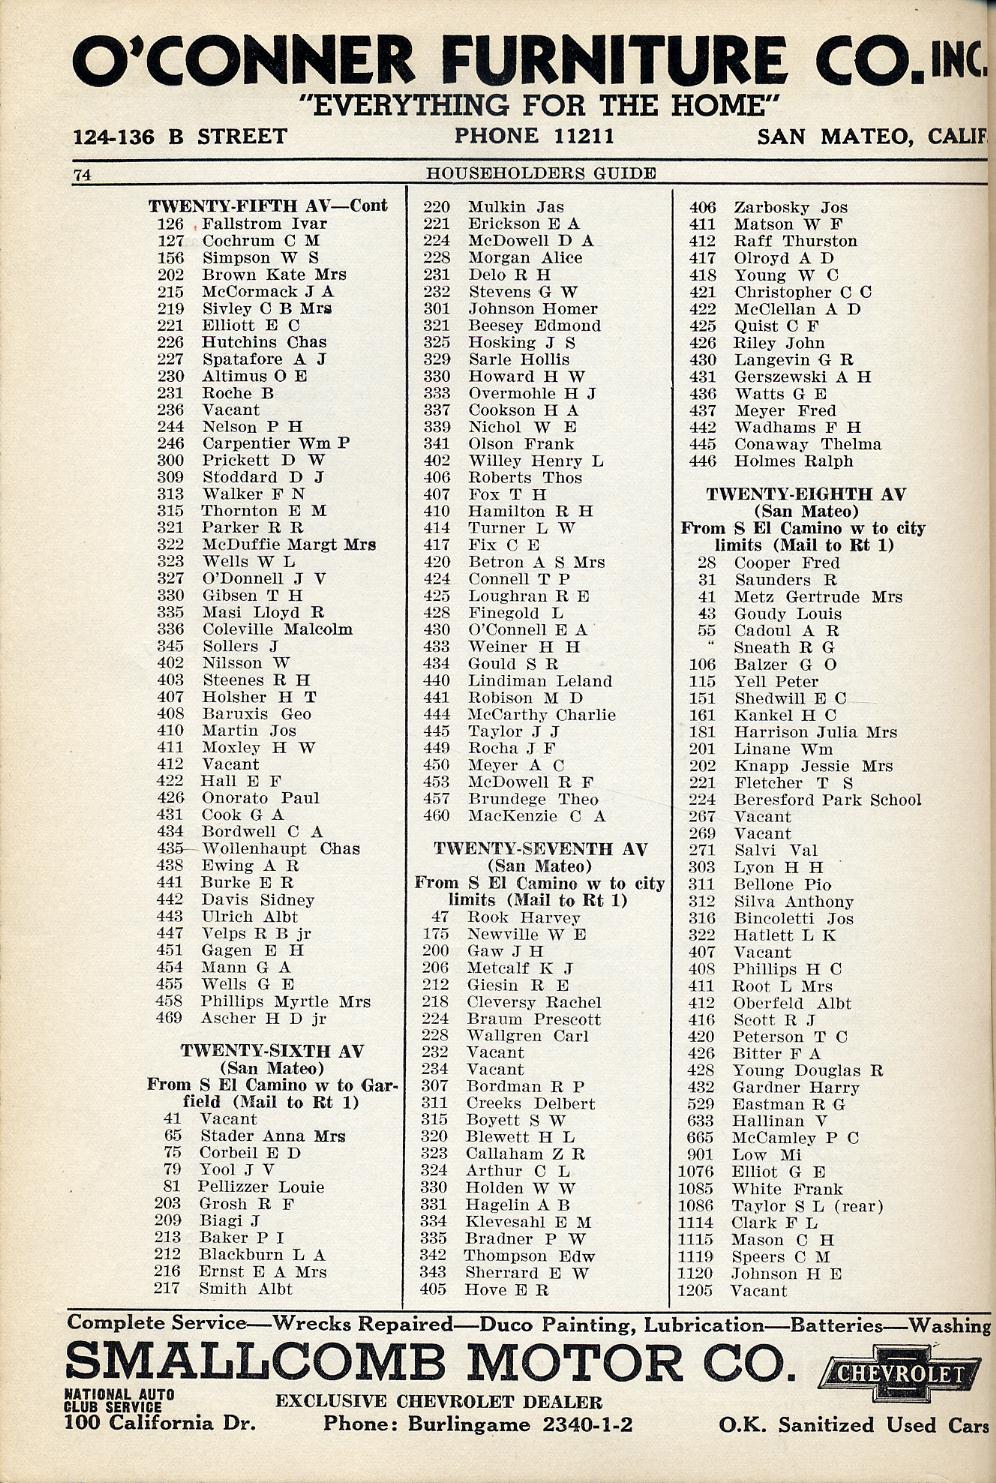 O'CONNER FURNITURE CO. INC.
"EVERYTHING FOR THE HOME"
124-136 B STREET PHONE 11211 SAN MATEO, CALIF.
74 HOUSEHOLDERS GUIDE
TWENTY-FIFTH AV—Cont
126 Fallstrom Ivar
127 Cochrum C M
156 Simpson W S
202 Brown Kate Mrs
215 McCormack J A
219 Sivley C B Mrs
221 Elliott E C
226 Hutchins Chas
227 Spatafore A J
230 Altimus O E
231 Roche B
236 Vacant
244 Nelson P H
246 Carpentier Wm P
300 Prickett D W
309 Stoddard D J
313 Walker F N
315 Thornton E M
321 Parker R R
322 McDuffie Margt Mrs
323 Wells W L
327 O'Donnell J V
330 Gibsen T H
335 Masi Lloyd R
336 Coleville Malcolm
345 Sollers J
402 Nilsson W
403 Steenes R H
407 Holsher H T
408 Baruxis Geo
410 Martin Jos
411 Moxley H W
412 Vacant
422 Hall E F
426 Onorato Paul
431 Cook G A
434 Bordwell C A
435 Wollenhaupt Chas
438 Ewing A R
441 Burke E R
442 Davis Sidney
443 Ulrich Albt
447 Velps R B jr
451 Gagen E H
454 Mann G A
455 Wells G E
458 Phillips Myrtle Mrs
469 Ascher H D jr
TWENTY-SIXTH AV
(San Mateo)
From S El Camino w to Gar-
field (Mail to Rt 1)
41 Vacant
65 Stader Anna Mrs
75 Corbeil E D
79 Yool J V
81 Pellizzer Louie
203 Grosh R F
209 Biagi J
213 Baker P I
212 Blackburn L A
216 Ernst E A Mrs
217 Smith Albt
220 Mulkin Jas
221 Erickson E A
224 McDowell D A
228 Morgan Alice
231 Delo R H
232 Stevens G W
301 Johnson Homer
321 Beesey Edmond
325 Hosking J S
329 Sarle Hollis
330 Howard H W
333 Overmohle H J
337 Cookson H A
339 Nichol W E
341 Olson Frank
402 Willey Henry L
406 Roberts Thos
407 Fox T H
410 Hamilton R H
414 Turner L W
417 Fix C E
420 Betron A S Mrs
424 Connell T P
425 Loughran R E
428 Finegold L
430 O'Connell E A
433 Weiner H H
434 Gould S R
440 Lindiman Leland
441 Robison M D
444 McCarthy Charlie
445 Taylor J J
449 Rocha J F
450 Meyer A C
453 McDowell R F
457 Brundege Theo
460 MacKenzie C A
TWENTY-SEVENTH AV
(San Mateo)
From S El Camino w to city
limits (Mail to Rt 1)
47 Rook Harvey
175 Newville W E
200 Gaw J H
206 Metcalf K J
212 Giesin R E
218 Cleversy Rachel
224 Braum Prescott
228 Wallgren Carl
232 Vacant
234 Vacant
307 Bordman R P
311 Creeks Delbert
315 Boyett S W
320 Blewett H L
323 Callaham Z R
324 Arthur C L
330 Holden W W
331 Hagelin A B
334 Klevesahl E M
335 Bradner P W
342 Thompson Edw
343 Sherrard E W
405 Hove E R
406 Zarbosky Jos
411 Matson W F
412 Raff Thurston
417 Olroyd A D
418 Young W C
421 Christopher C C
422 McClellan A D
425 Quist C F
426 Riley John
430 Langevin G R
431 Gerszewski A H
436 Watts G E
437 Meyer Fred
442 Wadhams F H
445 Conaway Thelma
446 Holmes Ralph
TWENTY-EIGHTH AV
(San Mateo)
From S El Camino w to city
limits (Mail to Rt 1)
28 Cooper Fred
31 Saunders R
41 Metz Gertrude Mrs
43 Goudy Louis
55 Cadoul A R
" Sneath R G
106 Balzer G O
115 Yell Peter
151 Shedwill E C
161 Kankel H C
181 Harrison Julia Mrs
201 Linane Wm
202 Knapp Jessie Mrs
221 Fletcher T S
224 Beresford Park School
267 Vacant
269 Vacant
271 Salvi Val
303 Lyon H H
311 Bellone Pio
312 Silva Anthony
316 Bincoletti Jos
322 Hatlett L K
407 Vacant
408 Phillips H C
411 Root L Mrs
412 Oberfeld Albt
416 Scott R J
420 Peterson T C
426 Bitter F A
428 Young Douglas R
432 Gardner Harry
529 Eastman R G
633 Hallinan V
665 McCamley P C
901 Low Mi
1076 Elliot G E
1085 White Frank
1086 Taylor S L (rear)
1114 Clark F L
1115 Mason C H
1119 Speers C M
1120 Johnson H E
1205 Vacant
Complete Service—Wrecks Repaired—Duco Painting, Lubrication—Batteries—Washing
SMALLCOMB MOTOR CO. CHEVROLET
NATIONAL AUTO
CLUB SERVICE
EXCLUSIVE CHEVROLET DEALER
100 California Dr. Phone: Burlingame 2340-1-2 O.K. Sanitized Used Cars